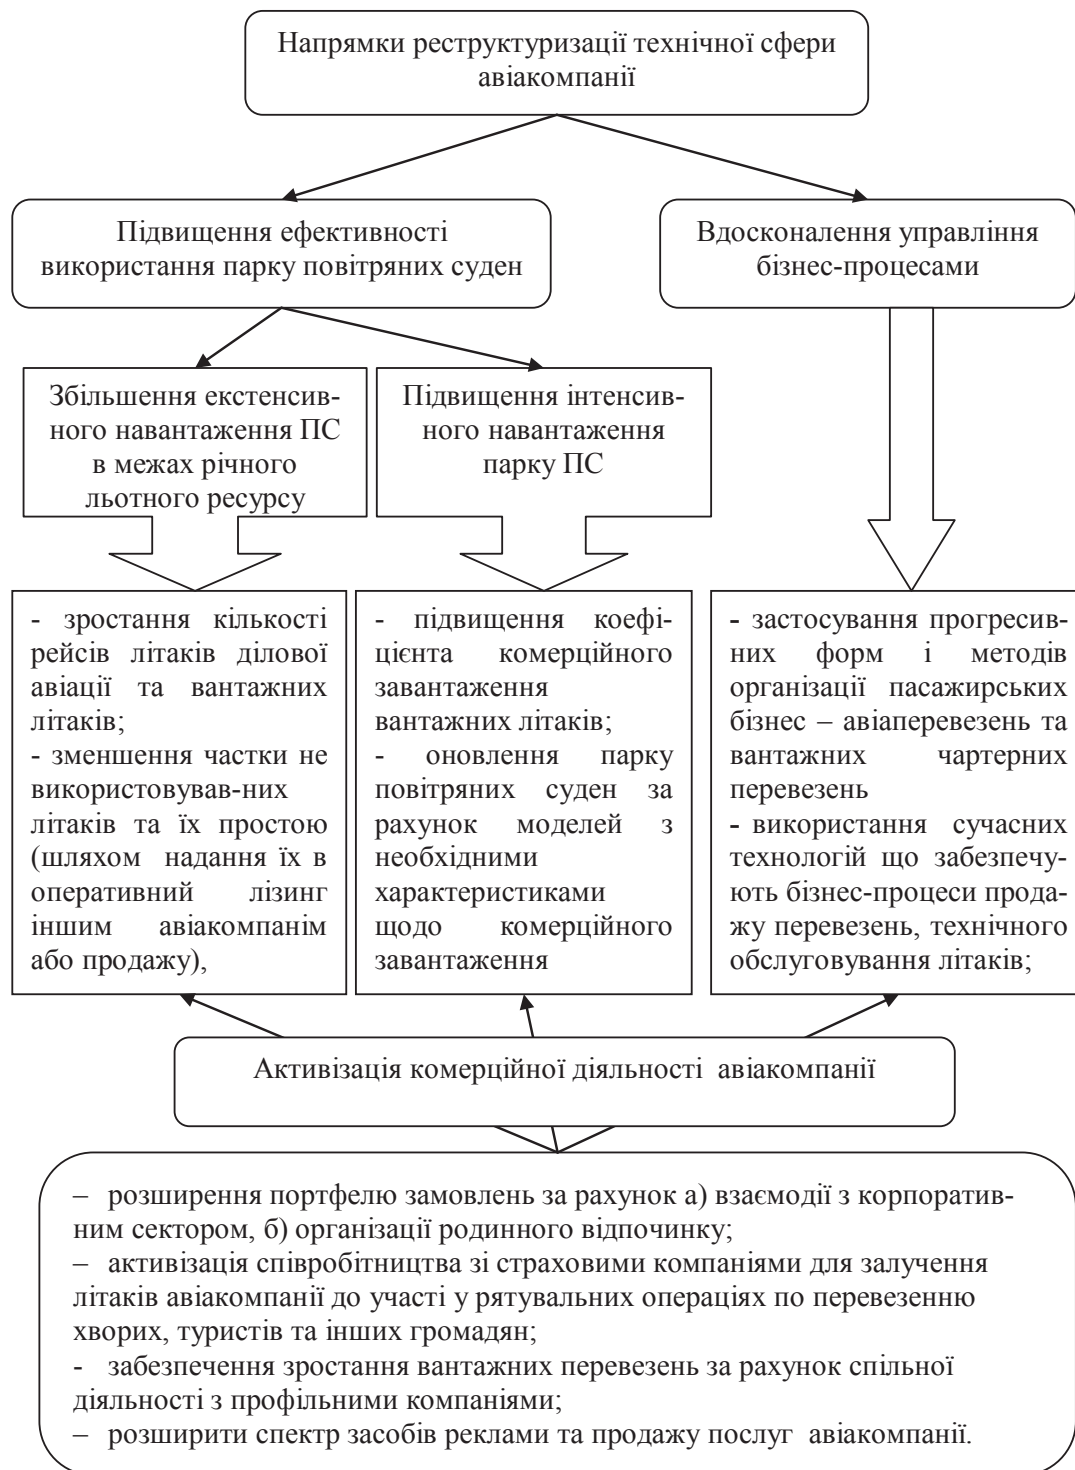 Напрямки реструктуризації технічної сфери
авіакомпанії
Підвищення ефективності
використання парку повітряних суден
Вдосконалення управління
бізнес-процесами
Збільшення екстенсив-
ного навантаження ПС
в межах річного
льотного ресурсу
Підвищення інтенсив-
ного навантаження
парку ПС
- зростання кількості
рейсів літаків ділової
авіації та вантажних
літаків;
- зменшення частки не
використовував-них
літаків та їх простою
(шляхом надання їх в
оперативний лізинг
іншим авіакомпанім
або продажу),
- підвищення коефі-
цієнта комерційного
завантаження
вантажних літаків;
- оновлення парку
повітряних суден за
рахунок моделей з
необхідними
характеристиками
щодо комерційного
завантаження
- застосування прогресив-
них форм і методів
організації пасажирських
бізнес – авіаперевезень та
вантажних чартерних
перевезень
- використання сучасних
технологій що забезпечу-
ють бізнес-процеси прода-
жу перевезень, технічного
обслуговування літаків;
Активізація комерційної діяльності авіакомпанії
– розширення портфелю замовлень за рахунок а) взаємодії з корпоратив-
ним сектором, б) організації родинного відпочинку;
– активізація співробітництва зі страховими компаніями для залучення
літаків авіакомпанії до участі у рятувальних операціях по перевезенню
хворих, туристів та інших громадян;
- забезпечення зростання вантажних перевезень за рахунок спільної
діяльності з профільними компаніями;
– розширити спектр засобів реклами та продажу послуг авіакомпанії.